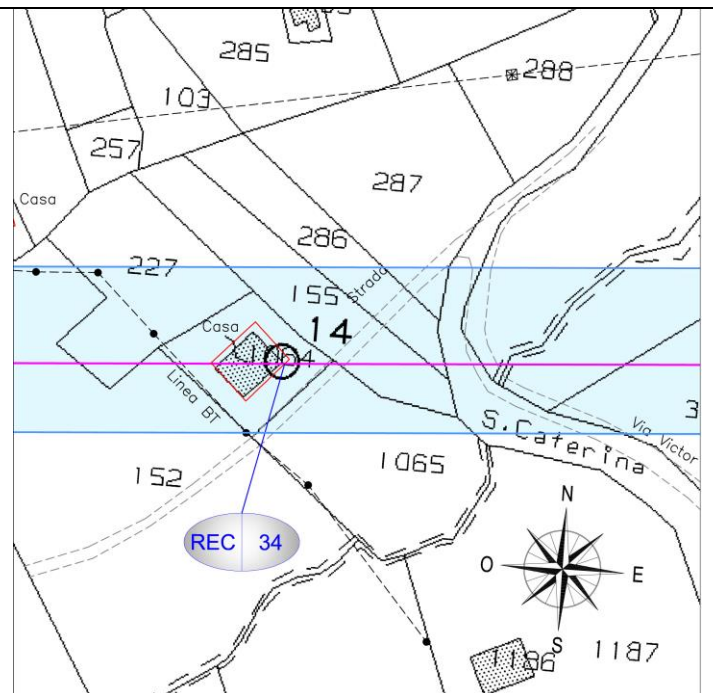 285
288
103
257
Casa
287
286
227
155
Strada
14
Casa
Linea BT
3
S. Caterina
Via Victor
152
1065
N
REC 34
O
E
S
1186
1187